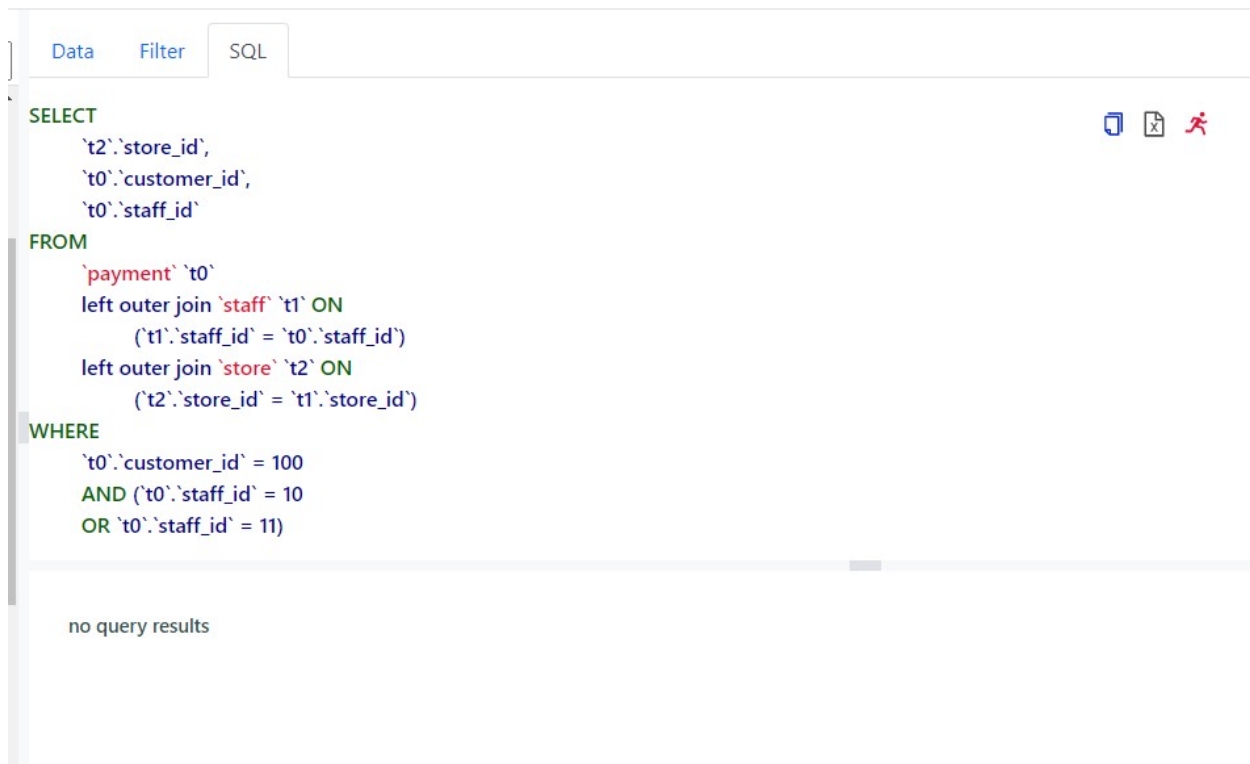 Data Filter SQL
SELECT
`t2`.`store_id`,
`t0`.`customer_id`,
`t0`.`staff_id`
FROM
`payment` `t0`
left outer join `staff` `t1` ON
(`t1`.`staff_id` = `t0`.`staff_id`)
left outer join `store` `t2` ON
(`t2`.`store_id` = `t1`.`store_id`)
WHERE
`t0`.`customer_id` = 100
AND (`t0`.`staff_id` = 10
OR `t0`.`staff_id` = 11)
no query results